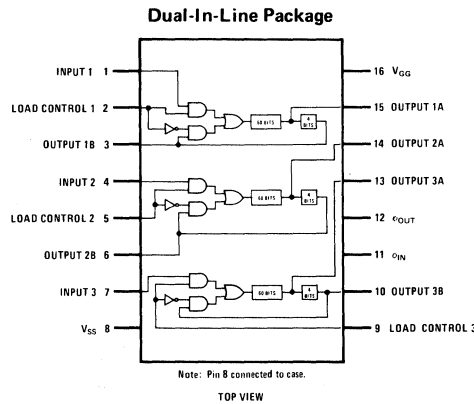 Dual-In-Line Package
INPUT 1 1
16 VGG
LOAD CONTROL 1 2
15 OUTPUT 1A
60 BITS
4 BITS
OUTPUT 1B 3
14 OUTPUT 2A
INPUT 2 4
13 OUTPUT 3A
60 BITS
4 BITS
LOAD CONTROL 2 5
12 øOUT
OUTPUT 2B 6
11 øIN
INPUT 3 7
60 BITS
4 BITS
10 OUTPUT 3B
VSS 8
9 LOAD CONTROL 3
Note: Pin 8 connected to case.
TOP VIEW